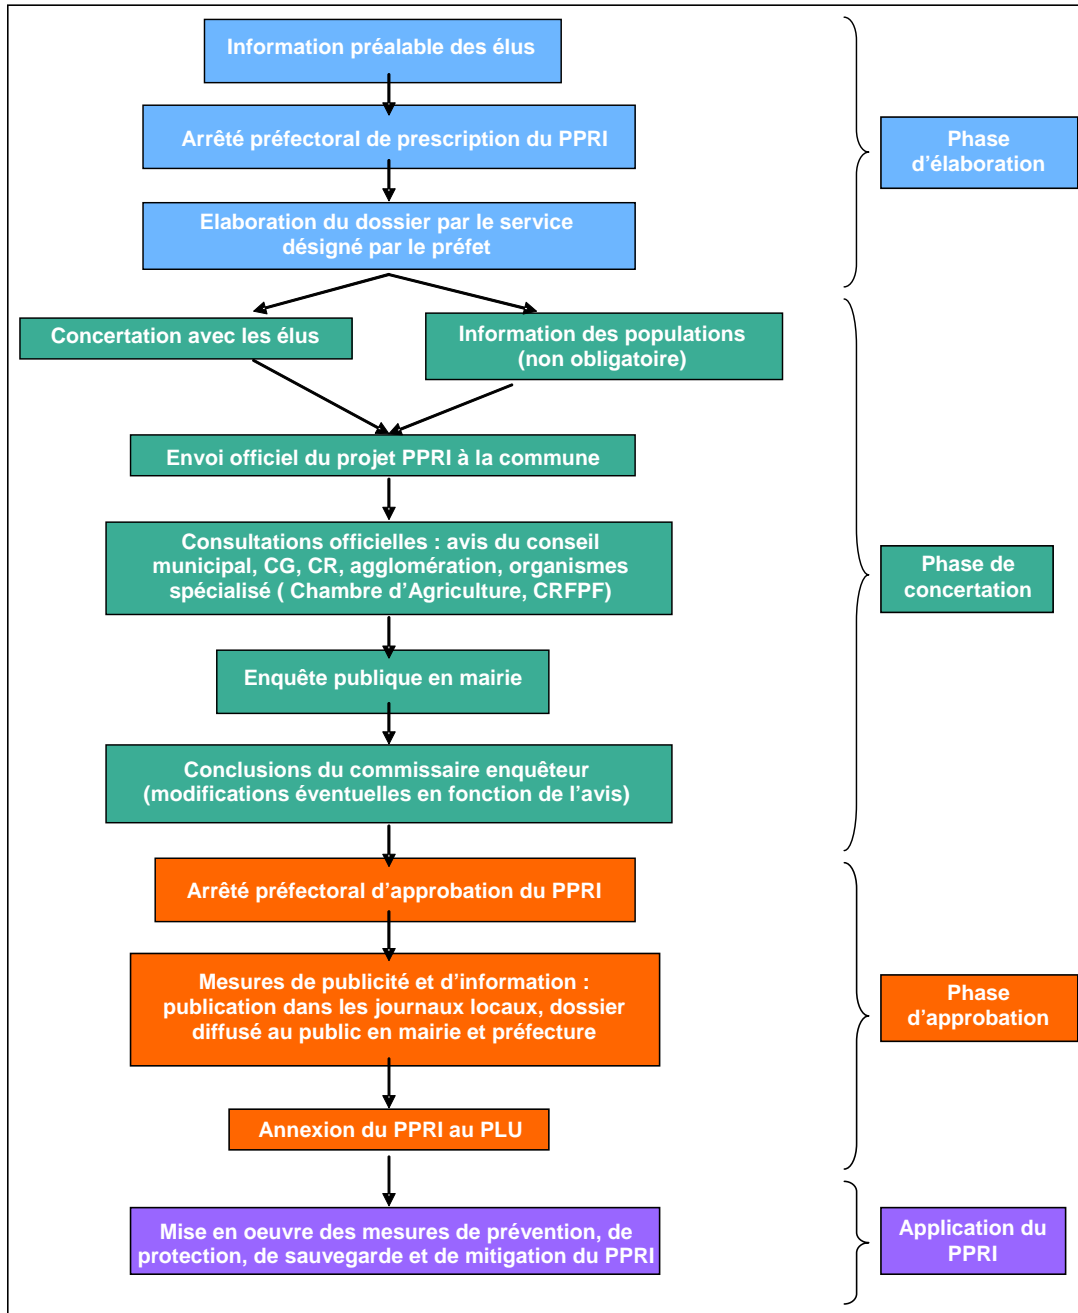 Information préalable des élus
Arrêté préfectoral de prescription du PPRI
Phase
d'élaboration
Elaboration du dossier par le service
désigné par le préfet
Concertation avec les élus
Information des populations
(non obligatoire)
Envoi officiel du projet PPRI à la commune
Consultations officielles : avis du conseil
municipal, CG, CR, agglomération, organismes
spécialisé ( Chambre d'Agriculture, CRFPF)
Phase de
concertation
Enquête publique en mairie
Conclusions du commissaire enquêteur
(modifications éventuelles en fonction de l'avis)
Arrêté préfectoral d'approbation du PPRI
Mesures de publicité et d'information :
publication dans les journaux locaux, dossier
diffusé au public en mairie et préfecture
Phase
d'approbation
Annexion du PPRI au PLU
Mise en oeuvre des mesures de prévention, de
protection, de sauvegarde et de mitigation du PPRI
Application du
PPRI